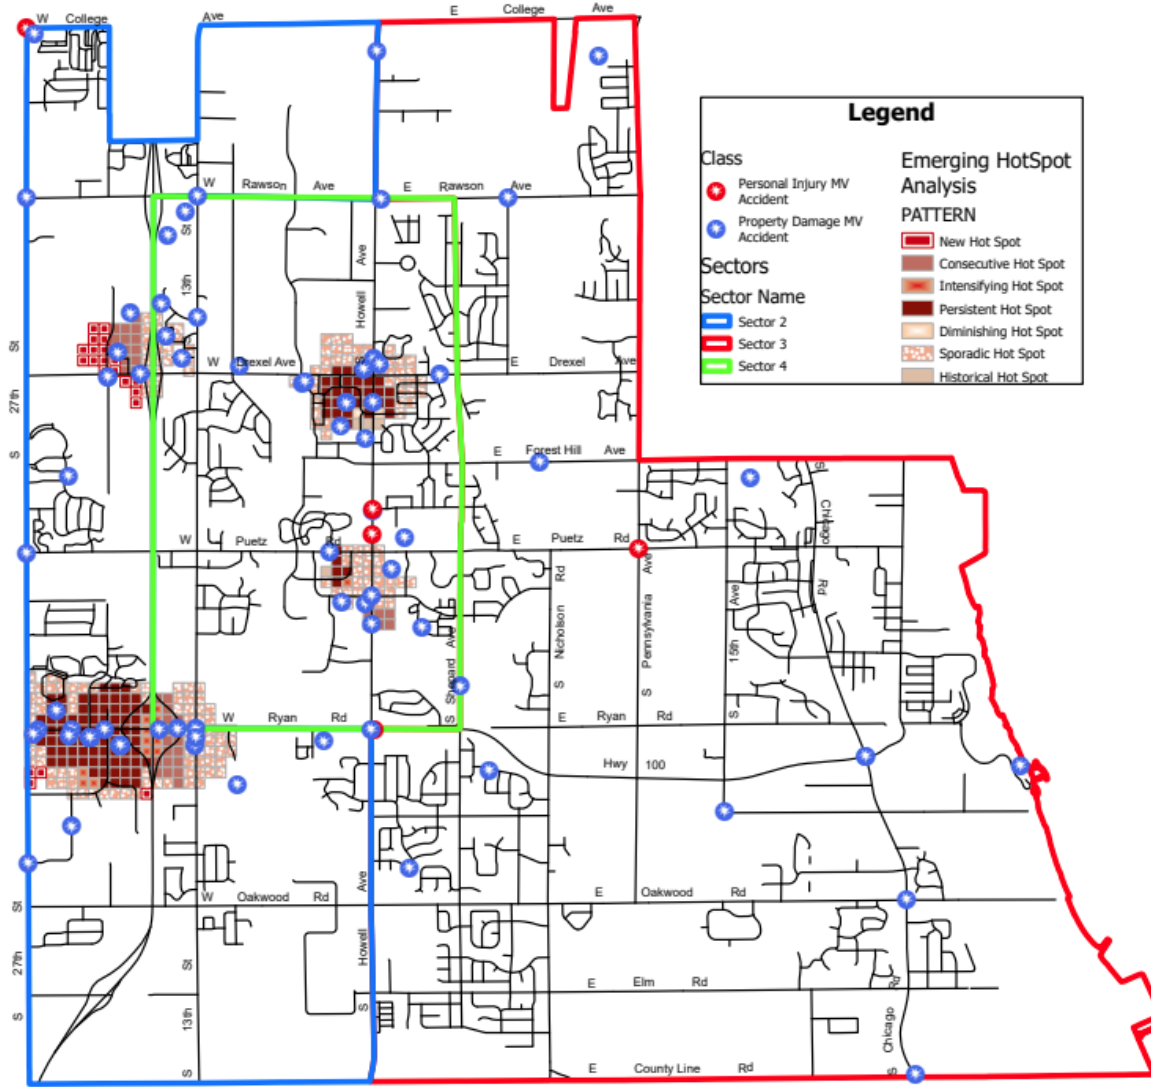 W College Ave
E College Ave
Legend
Class
Personal Injury MV
Accident
Property Damage MV
Accident
Sectors
Sector Name
Sector 2
Sector 3
Sector 4
Emerging HotSpot
Analysis
PATTERN
New Hot Spot
Consecutive Hot Spot
Intensifying Hot Spot
Persistent Hot Spot
Diminishing Hot Spot
Sporadic Hot Spot
Historical Hot Spot
W Rawson Ave
E Rawson Ave
13th St
Howell Ave
S 27th St
W Drexel Ave
E Drexel Ave
E Forest Hill Ave
S Chicago Rd
W Puetz Rd
E Puetz Rd
S Nicholson Rd
S Pennsylvania Ave
S 15th Ave
S Shepard Ave
W Ryan Rd
E Ryan Rd
Hwy 100
W Oakwood Rd
E Oakwood Rd
S 27th St
S 13th St
S Howell Ave
E Elm Rd
S Chicago Rd
E County Line Rd